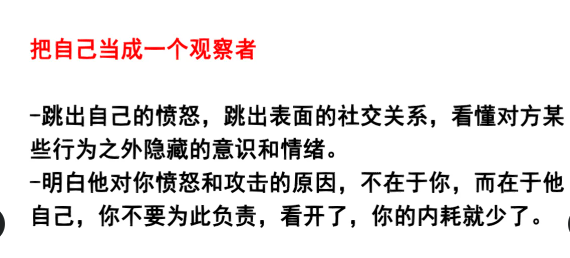 把自己当成一个观察者
-跳出自己的愤怒，跳出表面的社交关系，看懂对方某
些行为之外隐藏的意识和情绪。
-明白他对你愤怒和攻击的原因，不在于你，而在于他
自己，你不要为此负责，看开了，你的内耗就少了。